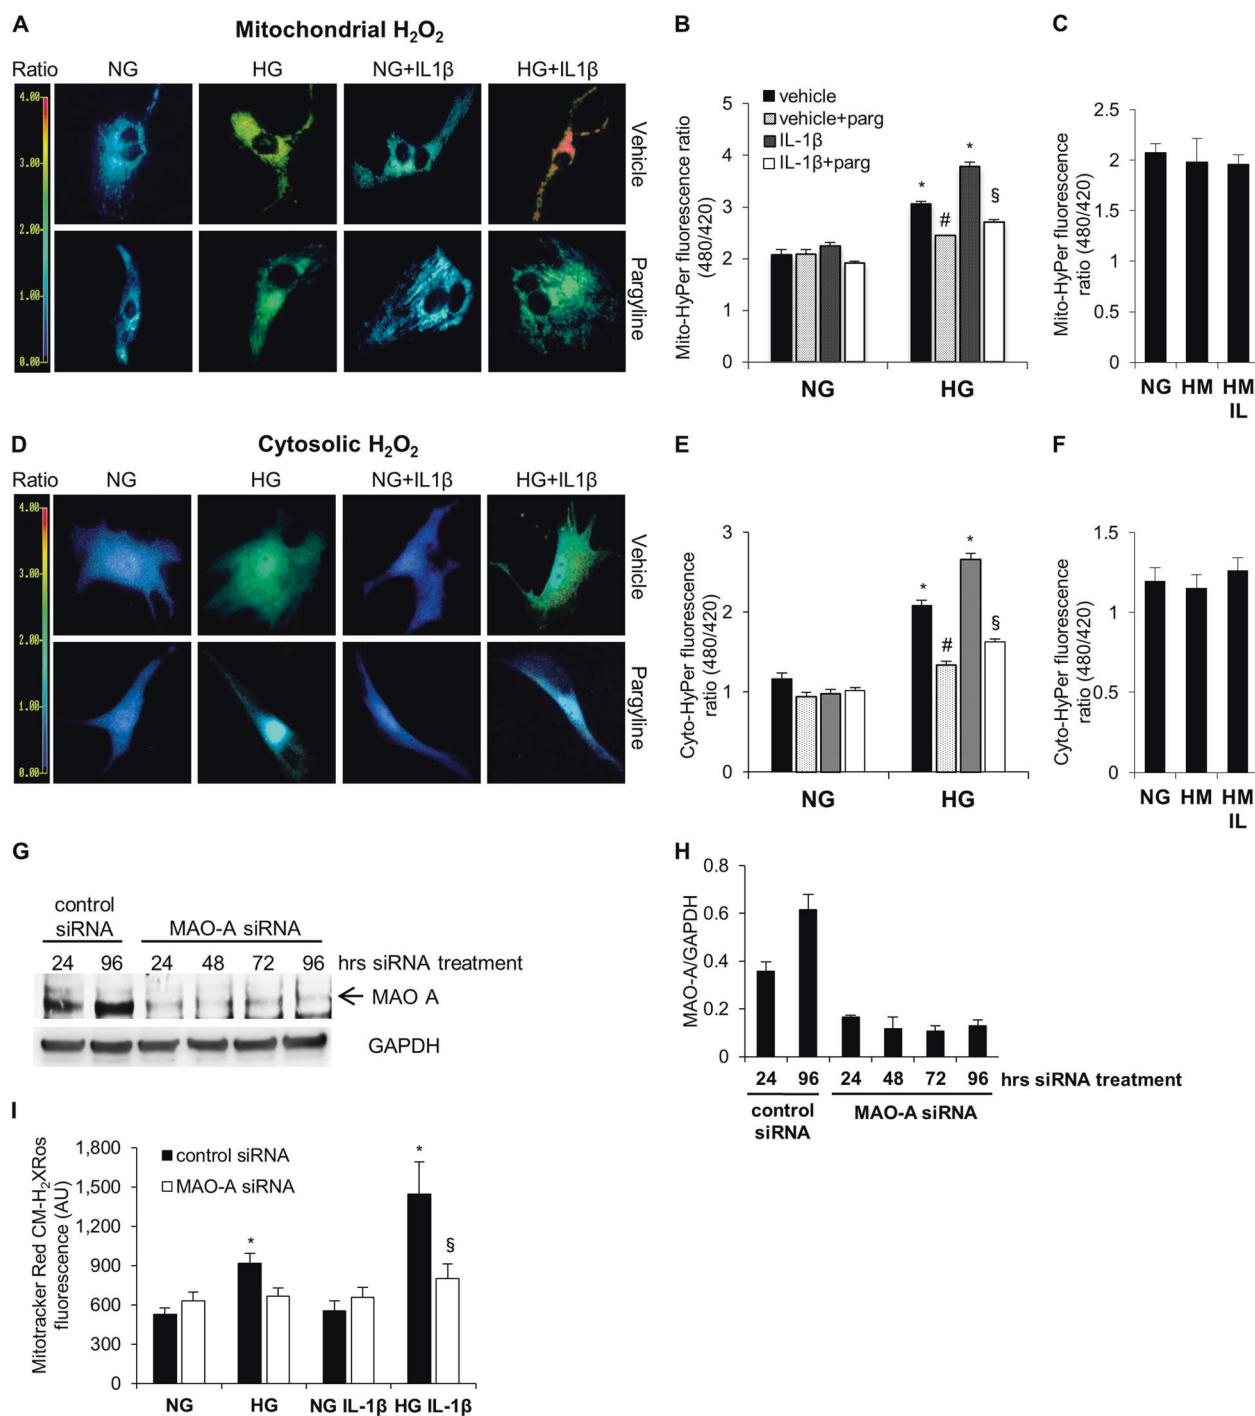 A
Mitochondrial H₂O₂
Ratio NG HG NG+IL1β HG+IL1β
4.00
3.00
2.00
1.00
0.00
Vehicle
Pargyline
B
vehicle
vehicle+parg
IL-1β
IL-1β+parg
Mito-HyPer fluorescence ratio
(480/420)
5
4
3
2
1
0
*
#
*
§
NG HG
C
Mito-HyPer fluorescence
ratio (480/420)
2.5
2
1.5
1
0.5
0
NG HM HM
IL
D
Cytosolic H₂O₂
Ratio NG HG NG+IL1β HG+IL1β
4.00
3.00
2.00
1.00
0.00
Vehicle
Pargyline
E
Cyto-HyPer fluorescence
ratio (480/420)
3
2
1
0
*
#
*
§
NG HG
F
Cyto-HyPer fluorescence
ratio (480/420)
1.5
1
0.5
0
NG HM HM
IL
G
control
siRNA MAO-A siRNA
24 96 24 48 72 96 hrs siRNA treatment
MAO A
GAPDH
H
MAO-A/GAPDH
0.8
0.6
0.4
0.2
0
24 96 24 48 72 96 hrs siRNA treatment
control
siRNA
MAO-A siRNA
I
Mitotracker Red CM-H₂XRos
fluorescence (AU)
1,800
1,500
1,200
900
600
300
0
control siRNA
MAO-A siRNA
*
*
§
NG HG NG IL-1β HG IL-1β